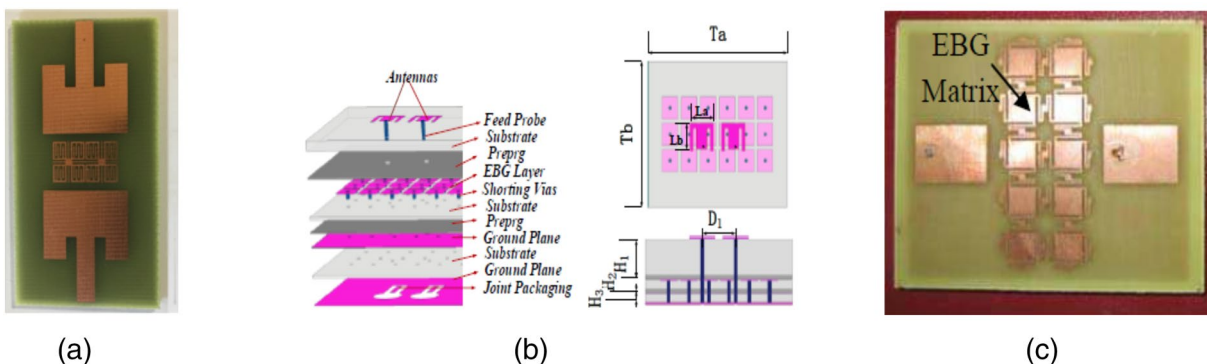 Antennas
Feed Probe
Substrate
Preprg
EBG Layer
Shorting Vias
Substrate
Preprg
Ground Plane
Substrate
Ground Plane
Joint Packaging
Ta
Tb
La
Lb
D1
H3 H2 H1
EBG
Matrix
(a)
(b)
(c)